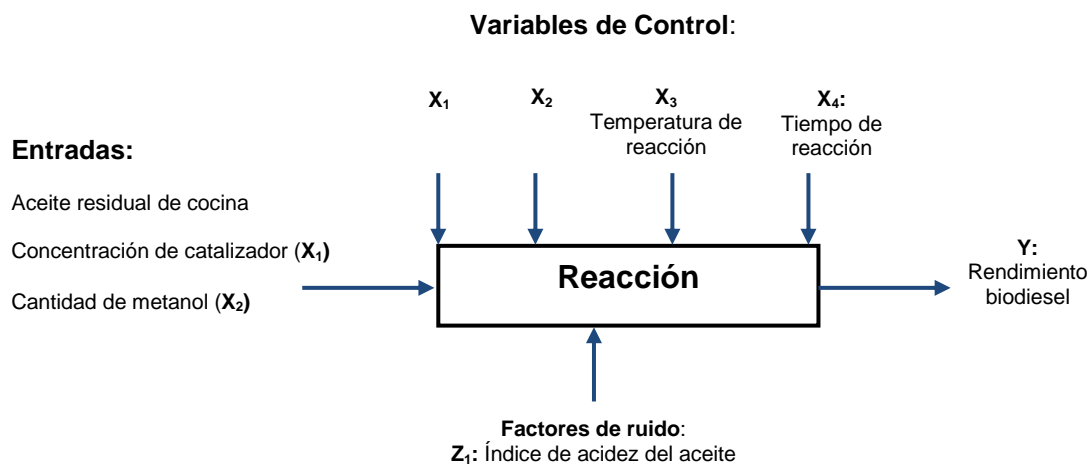 Variables de Control:
X₁
X₂
X₃
Temperatura de
reacción
X₄:
Tiempo de
reacción
Entradas:
Aceite residual de cocina
Concentración de catalizador (X₁)
Cantidad de metanol (X₂)
Reacción
Y:
Rendimiento
biodiesel
Factores de ruido:
Z₁: Índice de acidez del aceite